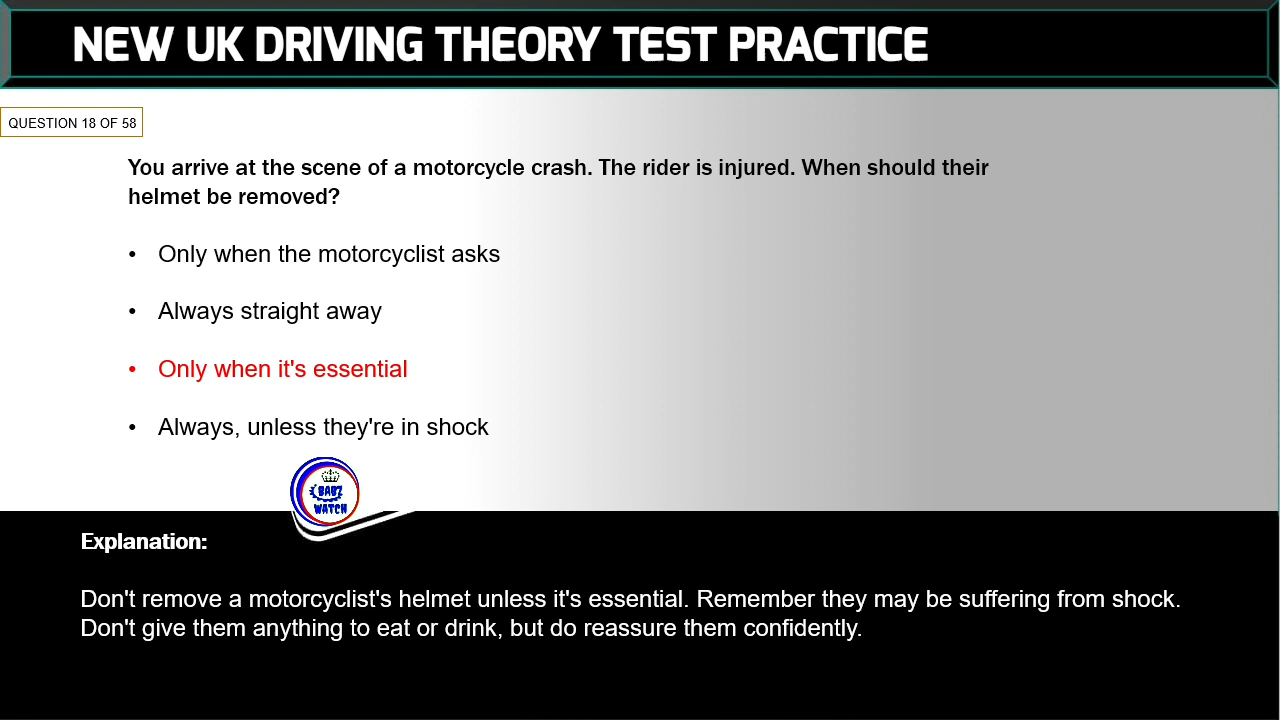 NEW UK DRIVING THEORY TEST PRACTICE
QUESTION 18 OF 58
You arrive at the scene of a motorcycle crash. The rider is injured. When should their
helmet be removed?
• Only when the motorcyclist asks
• Always straight away
• Only when it's essential
• Always, unless they're in shock
BABZ
WATCH
Explanation:
Don't remove a motorcyclist's helmet unless it's essential. Remember they may be suffering from shock.
Don't give them anything to eat or drink, but do reassure them confidently.